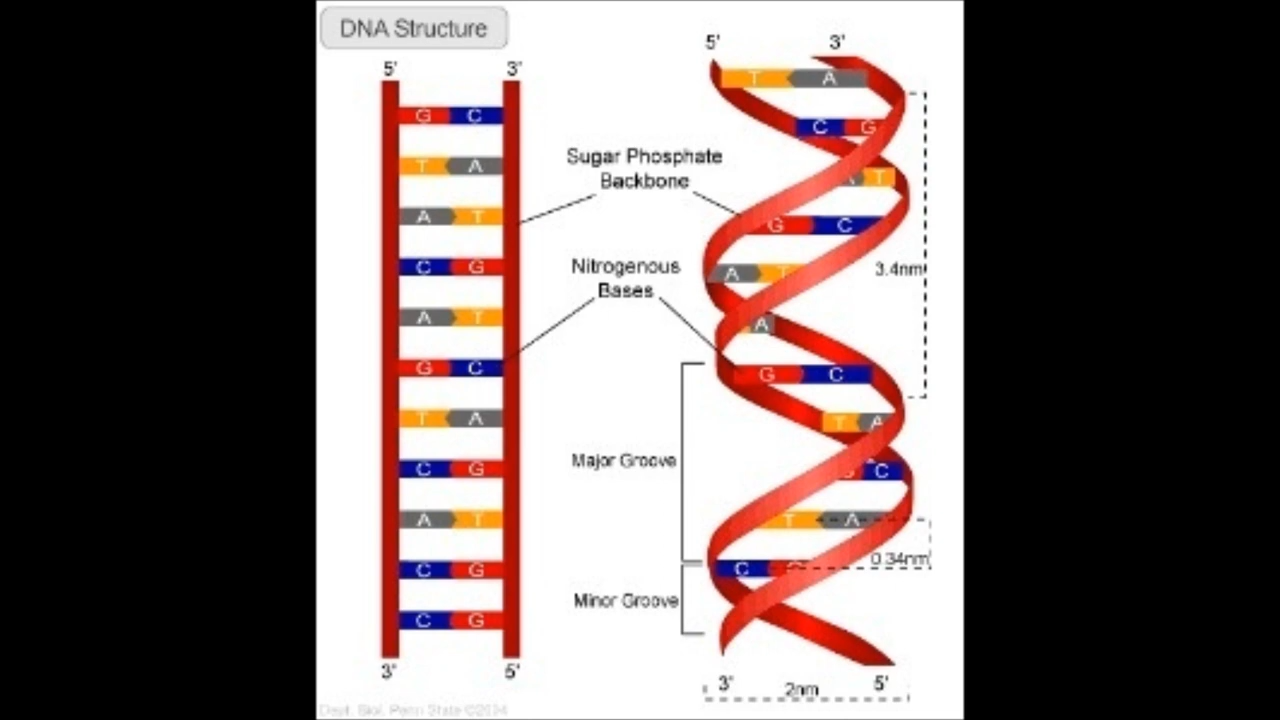 DNA Structure
5' 3'
G C
T A
A T
C G
A T
G C
T A
C G
A T
C G
C G
3' 5'
Sugar Phosphate
Backbone
Nitrogenous
Bases
Major Groove
Minor Groove
5' 3'
T A
C G
T
G C
A T
A
G C
T A
C
T A
C
3.4nm
0.34nm
3' 5'
2nm
Dept. Biol. Penn State ©2004